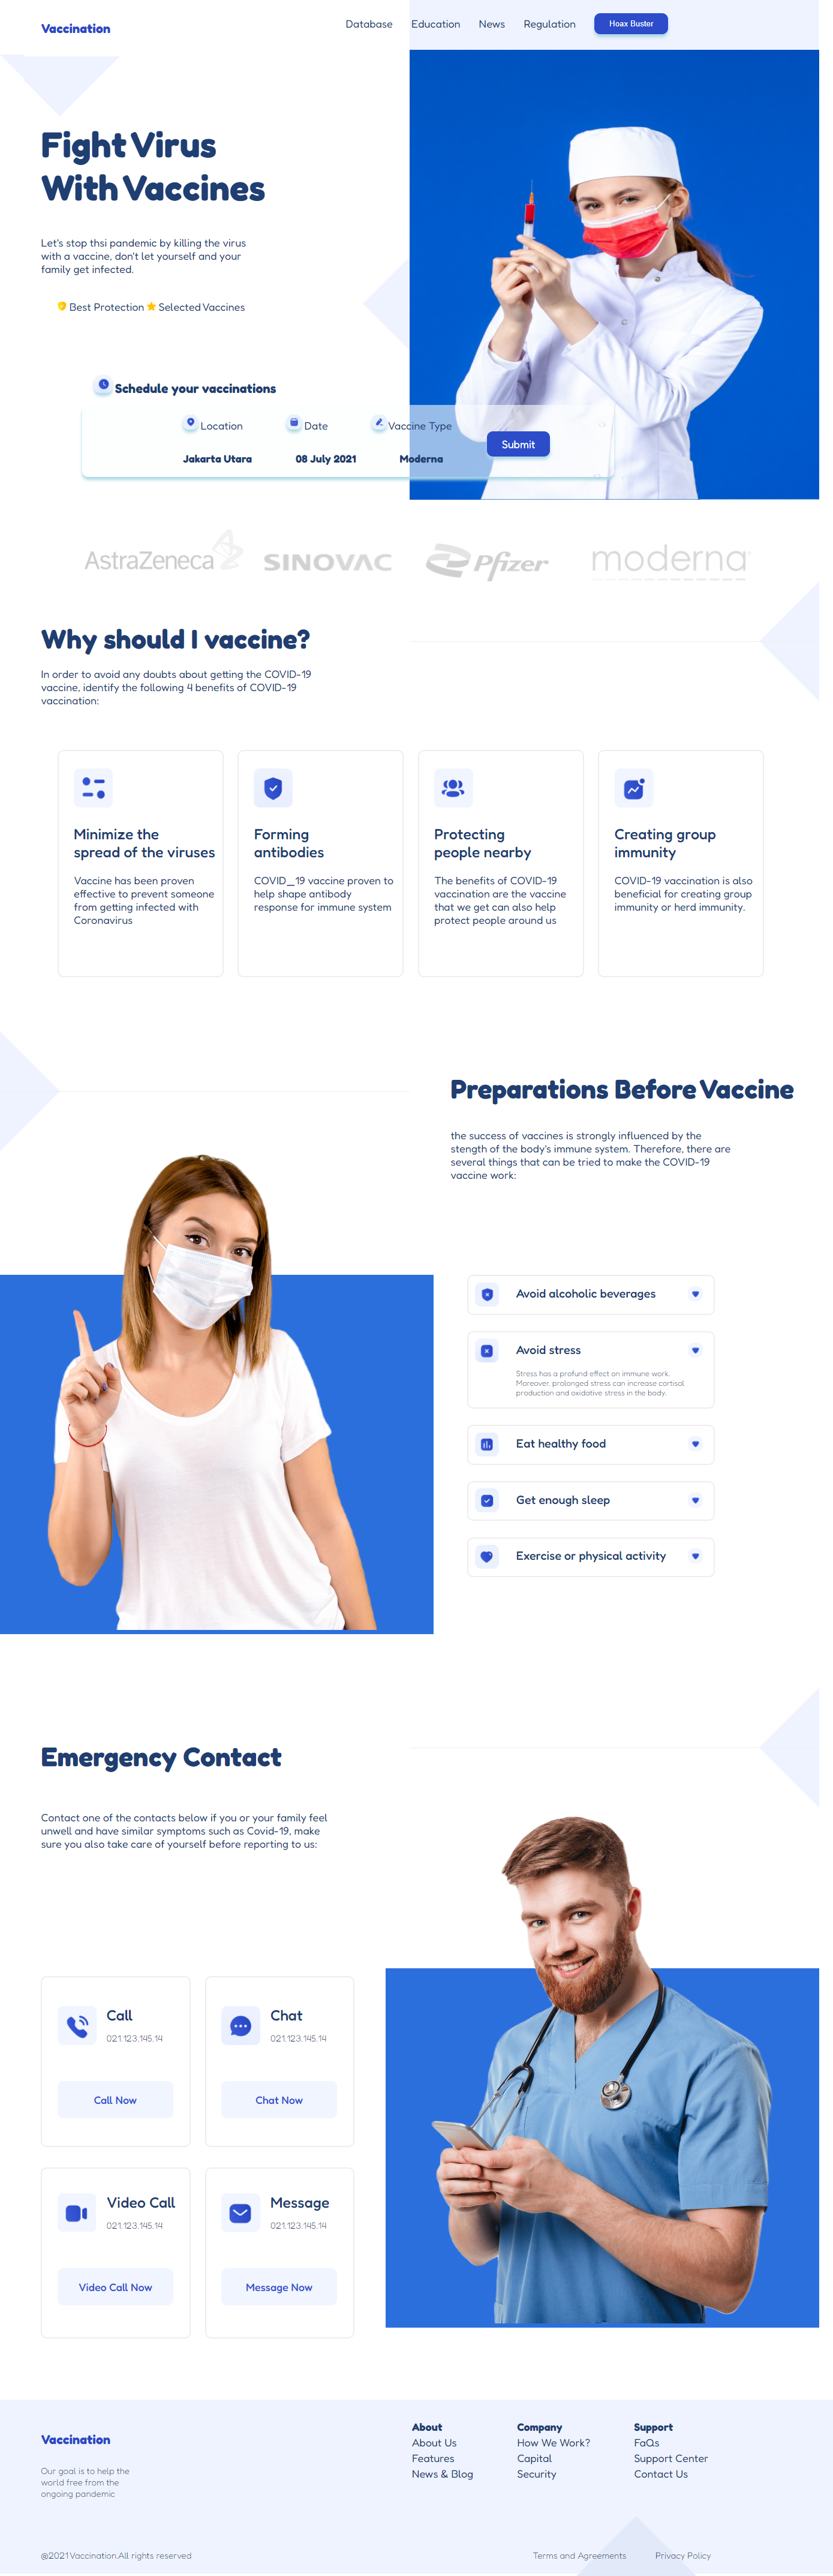 Vaccination
Database
Education
News
Regulation
Hoax Buster
Fight Virus
With Vaccines
Let's stop thsi pandemic by killing the virus
with a vaccine, don't let yourself and your
family get infected.
Best Protection
Selected Vaccines
Schedule your vaccinations
Location
Date
Vaccine Type
Jakarta Utara
08 July 2021
Moderna
Submit
AstraZeneca
SINOVAC
Pfizer
moderna
Why should I vaccine?
In order to avoid any doubts about getting the COVID-19
vaccine, identify the following 4 benefits of COVID-19
vaccination:
Minimize the
spread of the viruses
Vaccine has been proven
effective to prevent someone
from getting infected with
Coronavirus
Forming
antibodies
COVID_19 vaccine proven to
help shape antibody
response for immune system
Protecting
people nearby
The benefits of COVID-19
vaccination are the vaccine
that we get can also help
protect people around us
Creating group
immunity
COVID-19 vaccination is also
beneficial for creating group
immunity or herd immunity.
Preparations Before Vaccine
the success of vaccines is strongly influenced by the
stength of the body's immune system. Therefore, there are
several things that can be tried to make the COVID-19
vaccine work:
Avoid alcoholic beverages
Avoid stress
Stress has a profund effect on immune work.
Moreover, prolonged stress can increase cortisol
production and oxidative stress in the body.
Eat healthy food
Get enough sleep
Exercise or physical activity
Emergency Contact
Contact one of the contacts below if you or your family feel
unwell and have similar symptoms such as Covid-19, make
sure you also take care of yourself before reporting to us:
Call
021.123.145.14
Call Now
Chat
021.123.145.14
Chat Now
Video Call
021.123.145.14
Video Call Now
Message
021.123.145.14
Message Now
Vaccination
Our goal is to help the
world free from the
ongoing pandemic
About
About Us
Features
News & Blog
Company
How We Work?
Capital
Security
Support
FaQs
Support Center
Contact Us
@2021 Vaccination.All rights reserved
Terms and Agreements
Privacy Policy